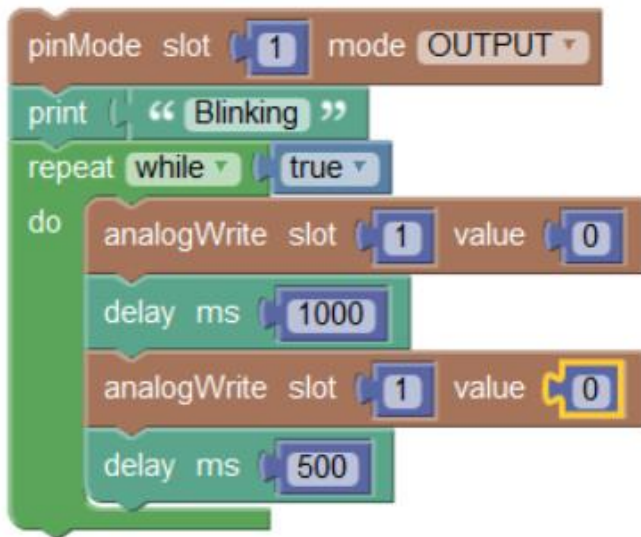 pinMode slot 1 mode OUTPUT
print “ Blinking ”
repeat while true
do
analogWrite slot 1 value 0
delay ms 1000
analogWrite slot 1 value 0
delay ms 500